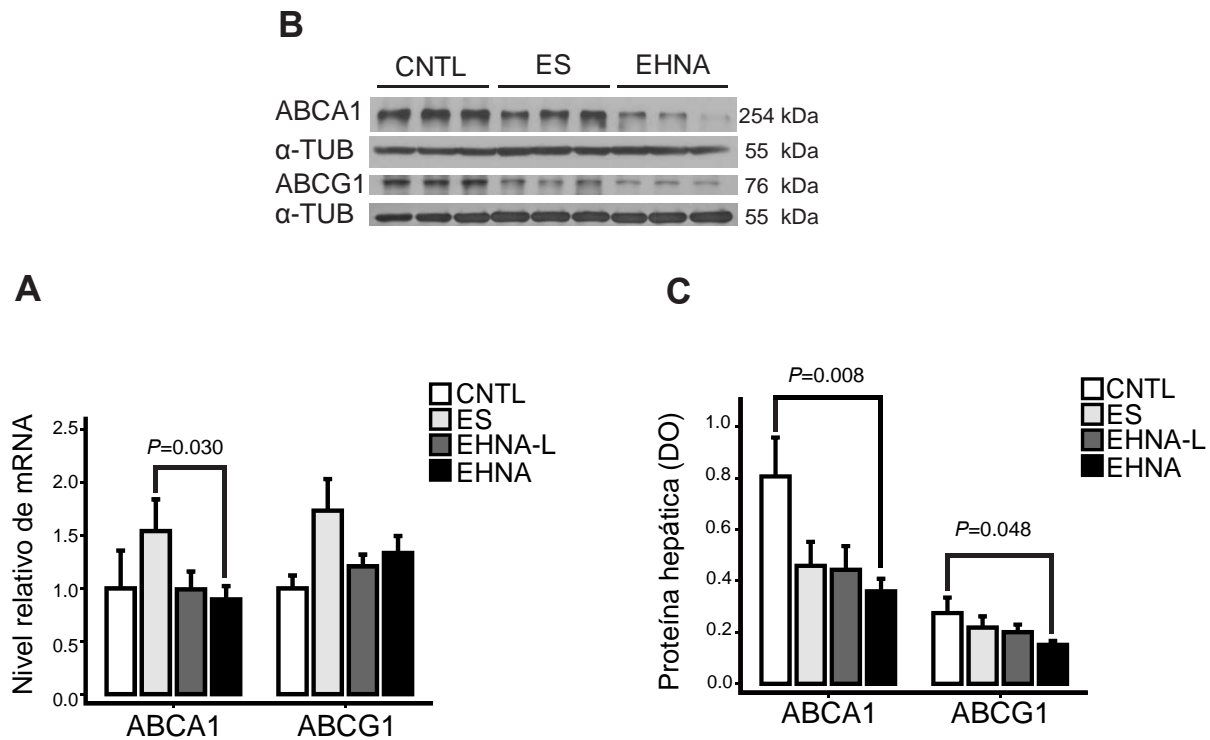 B
CNTL ES EHNA
ABCA1 254 kDa
α-TUB 55 kDa
ABCG1 76 kDa
α-TUB 55 kDa
A
Nivel relativo de mRNA
2.5
2.0
1.5
1.0
0.5
0.0
P=0.030
CNTL
ES
EHNA-L
EHNA
ABCA1 ABCG1
C
Proteína hepática (DO)
1.0
0.8
0.6
0.4
0.2
0.0
P=0.008
P=0.048
CNTL
ES
EHNA-L
EHNA
ABCA1 ABCG1